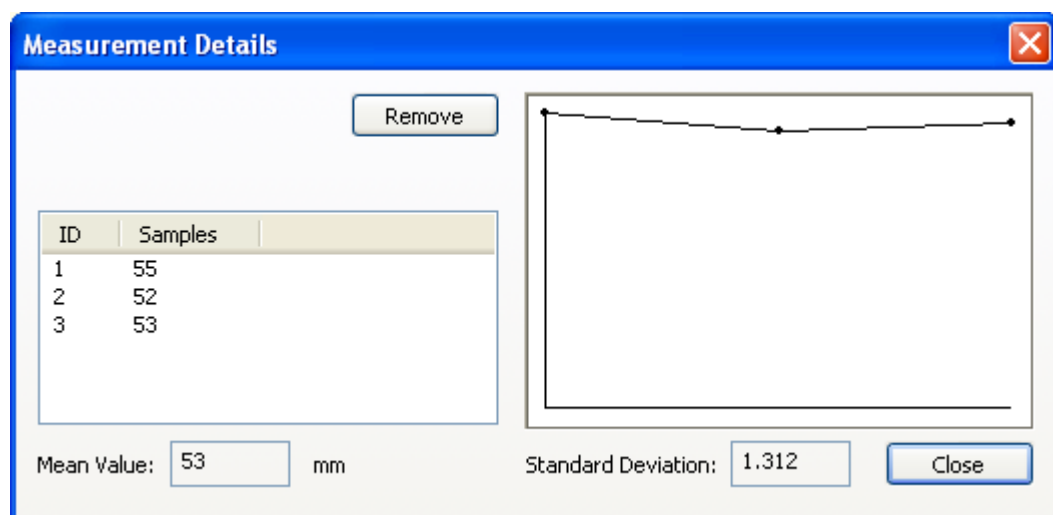 Measurement Details
Remove
ID Samples
1 55
2 52
3 53
Mean Value: 53 mm
Standard Deviation: 1.312
Close